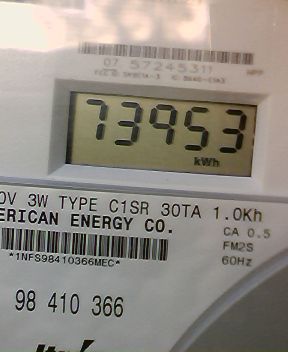 07 57245311
73953
kWh
0V 3W TYPE C1SR 30TA 1.0Kh
ERICAN ENERGY CO.
CA 0.5
FM2S
60Hz
*1NFS98410366MEC*
98 410 366